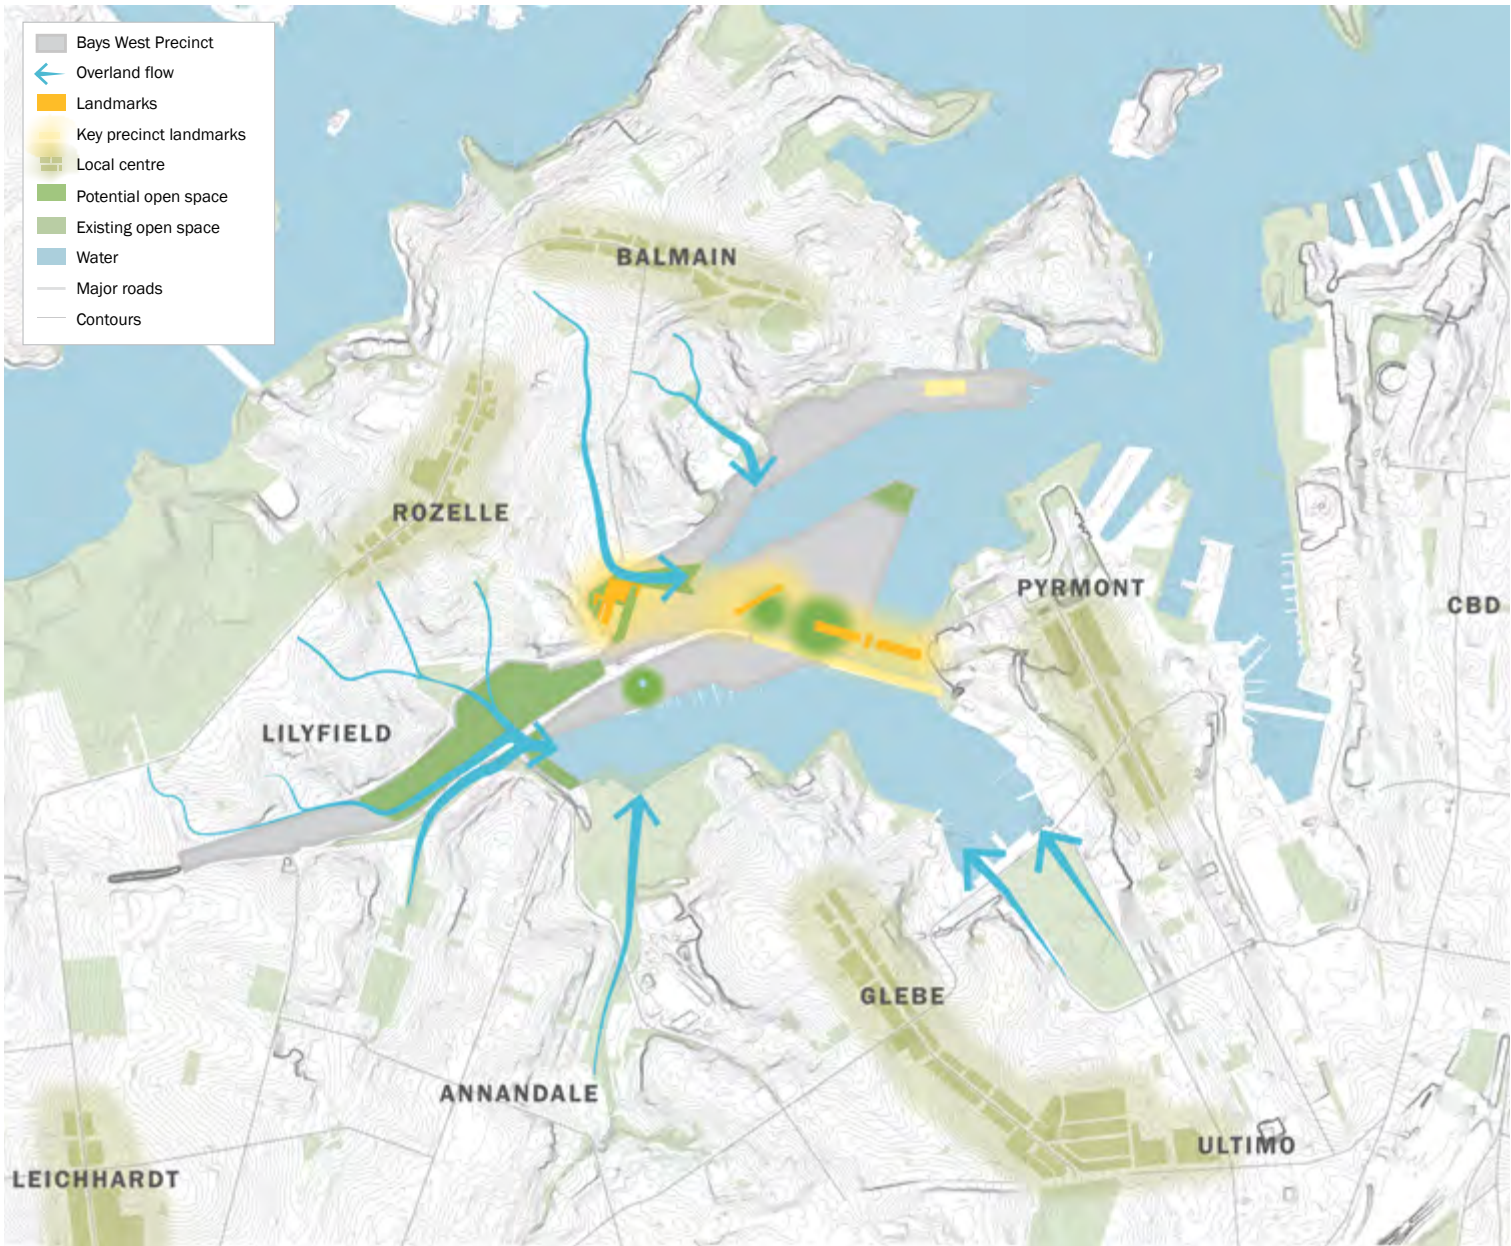 Bays West Precinct
Overland flow
Landmarks
Key precinct landmarks
Local centre
Potential open space
Existing open space
Water
Major roads
Contours
BALMAIN
ROZELLE
PYRMONT
CBD
LILYFIELD
GLEBE
ANNANDALE
ULTIMO
LEICHHARDT